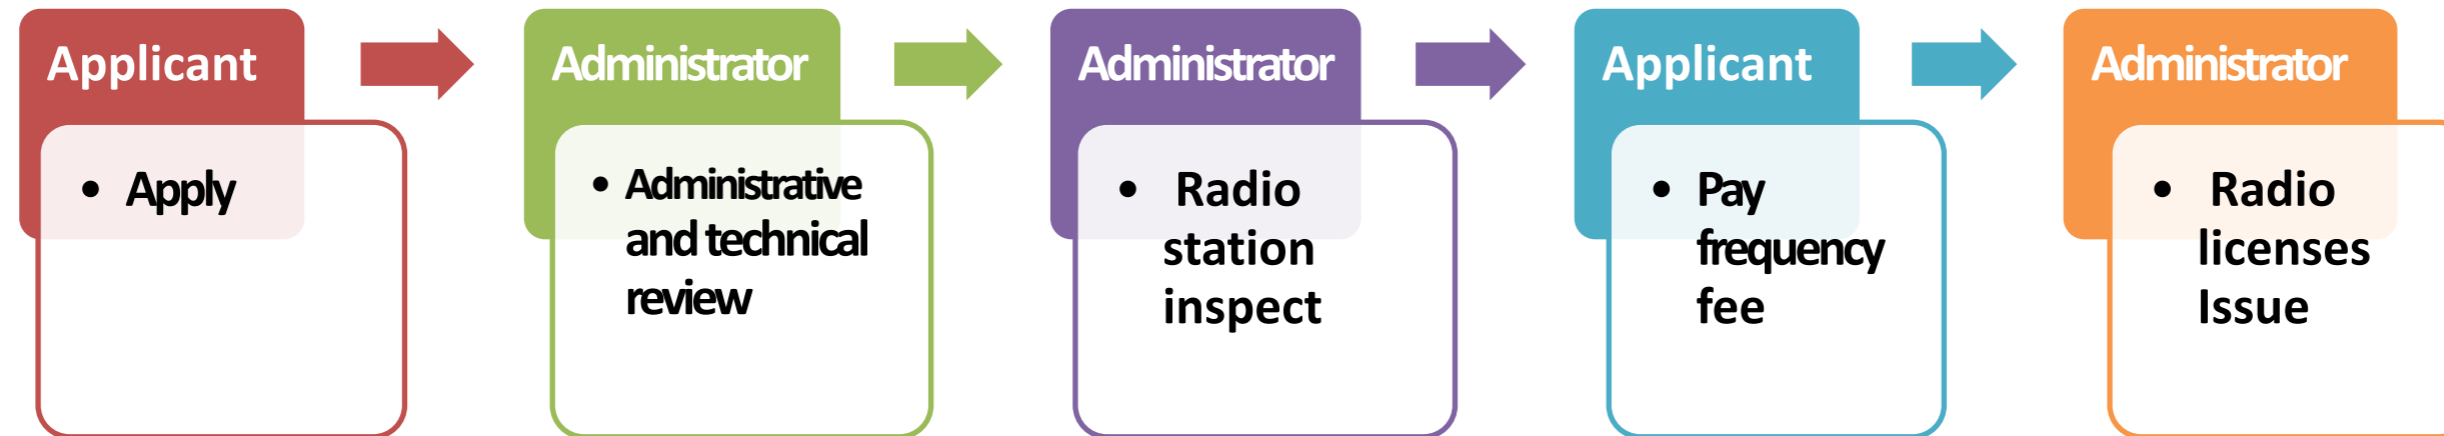 Applicant
• Apply
Administrator
• Administrative
and technical
review
Administrator
• Radio
station
inspect
Applicant
• Pay
frequency
fee
Administrator
• Radio
licenses
Issue